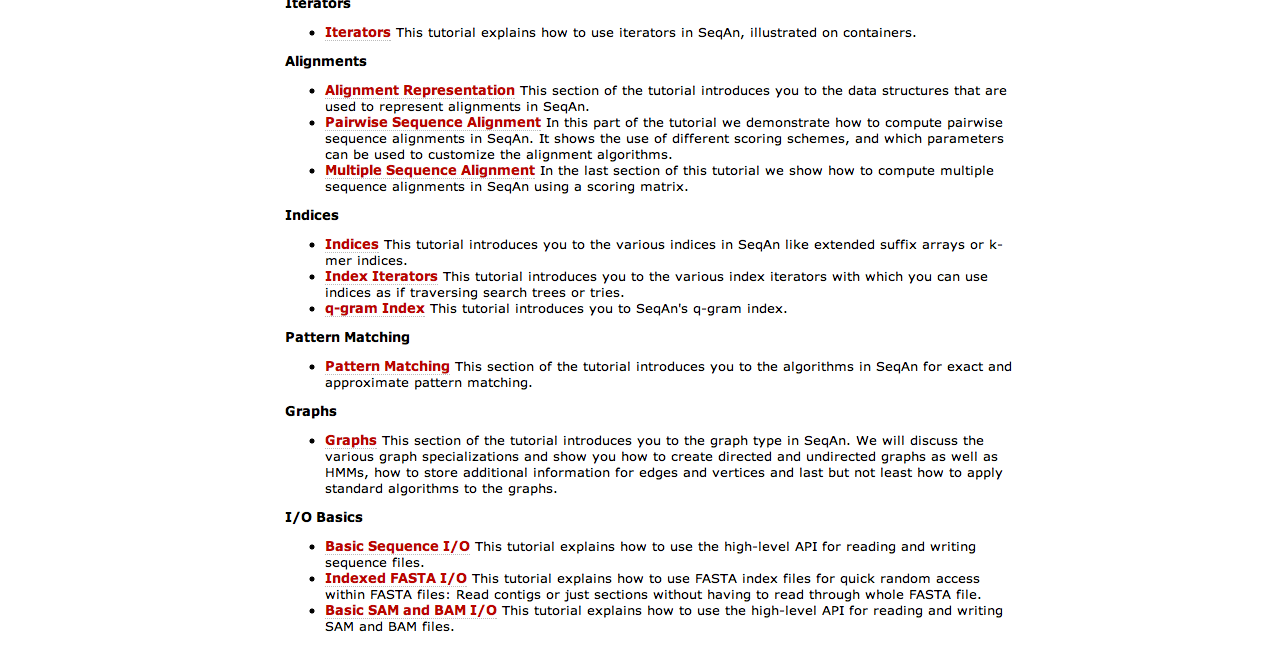 Iterators
Iterators This tutorial explains how to use iterators in SeqAn, illustrated on containers.
Alignments
Alignment Representation This section of the tutorial introduces you to the data structures that are
used to represent alignments in SeqAn.
Pairwise Sequence Alignment In this part of the tutorial we demonstrate how to compute pairwise
sequence alignments in SeqAn. It shows the use of different scoring schemes, and which parameters
can be used to customize the alignment algorithms.
Multiple Sequence Alignment In the last section of this tutorial we show how to compute multiple
sequence alignments in SeqAn using a scoring matrix.
Indices
Indices This tutorial introduces you to the various indices in SeqAn like extended suffix arrays or k-
mer indices.
Index Iterators This tutorial introduces you to the various index iterators with which you can use
indices as if traversing search trees or tries.
q-gram Index This tutorial introduces you to SeqAn's q-gram index.
Pattern Matching
Pattern Matching This section of the tutorial introduces you to the algorithms in SeqAn for exact and
approximate pattern matching.
Graphs
Graphs This section of the tutorial introduces you to the graph type in SeqAn. We will discuss the
various graph specializations and show you how to create directed and undirected graphs as well as
HMMs, how to store additional information for edges and vertices and last but not least how to apply
standard algorithms to the graphs.
I/O Basics
Basic Sequence I/O This tutorial explains how to use the high-level API for reading and writing
sequence files.
Indexed FASTA I/O This tutorial explains how to use FASTA index files for quick random access
within FASTA files: Read contigs or just sections without having to read through whole FASTA file.
Basic SAM and BAM I/O This tutorial explains how to use the high-level API for reading and writing
SAM and BAM files.